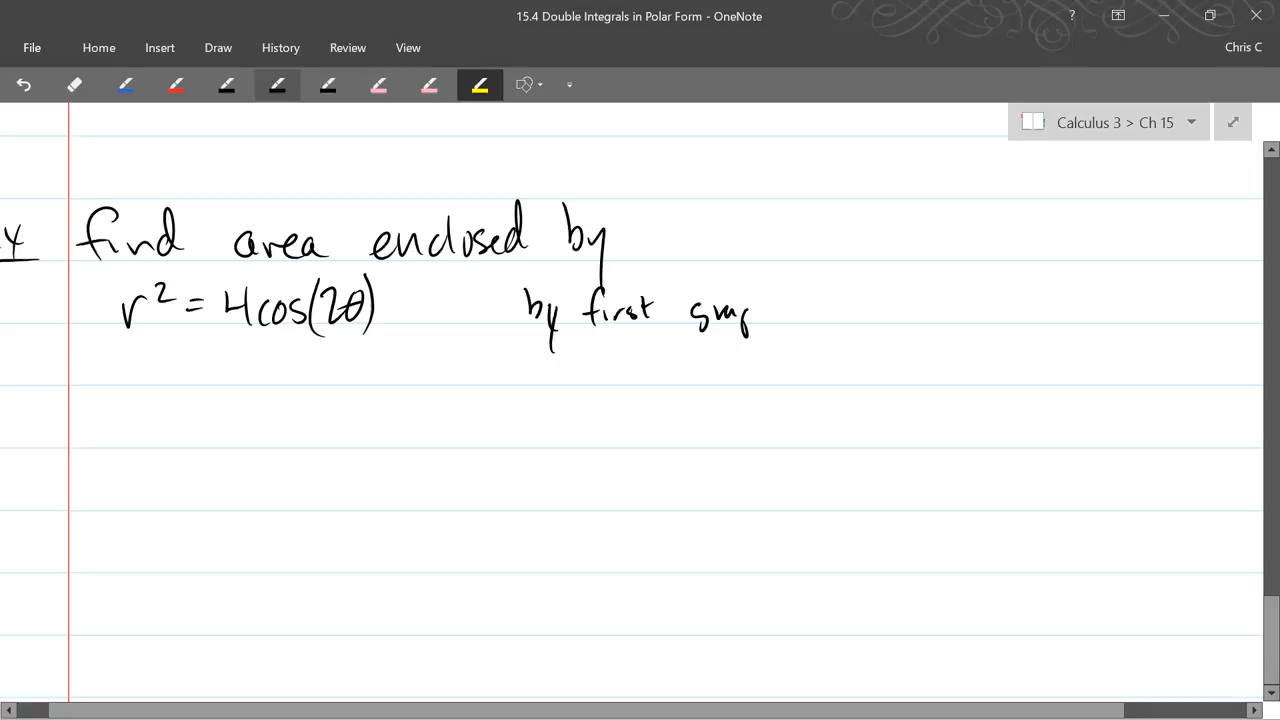 15.4 Double Integrals in Polar Form - OneNote
?
File Home Insert Draw History Review View
Chris C
Calculus 3 > Ch 15
find area enclosed by
r² = 4cos(2θ) by first